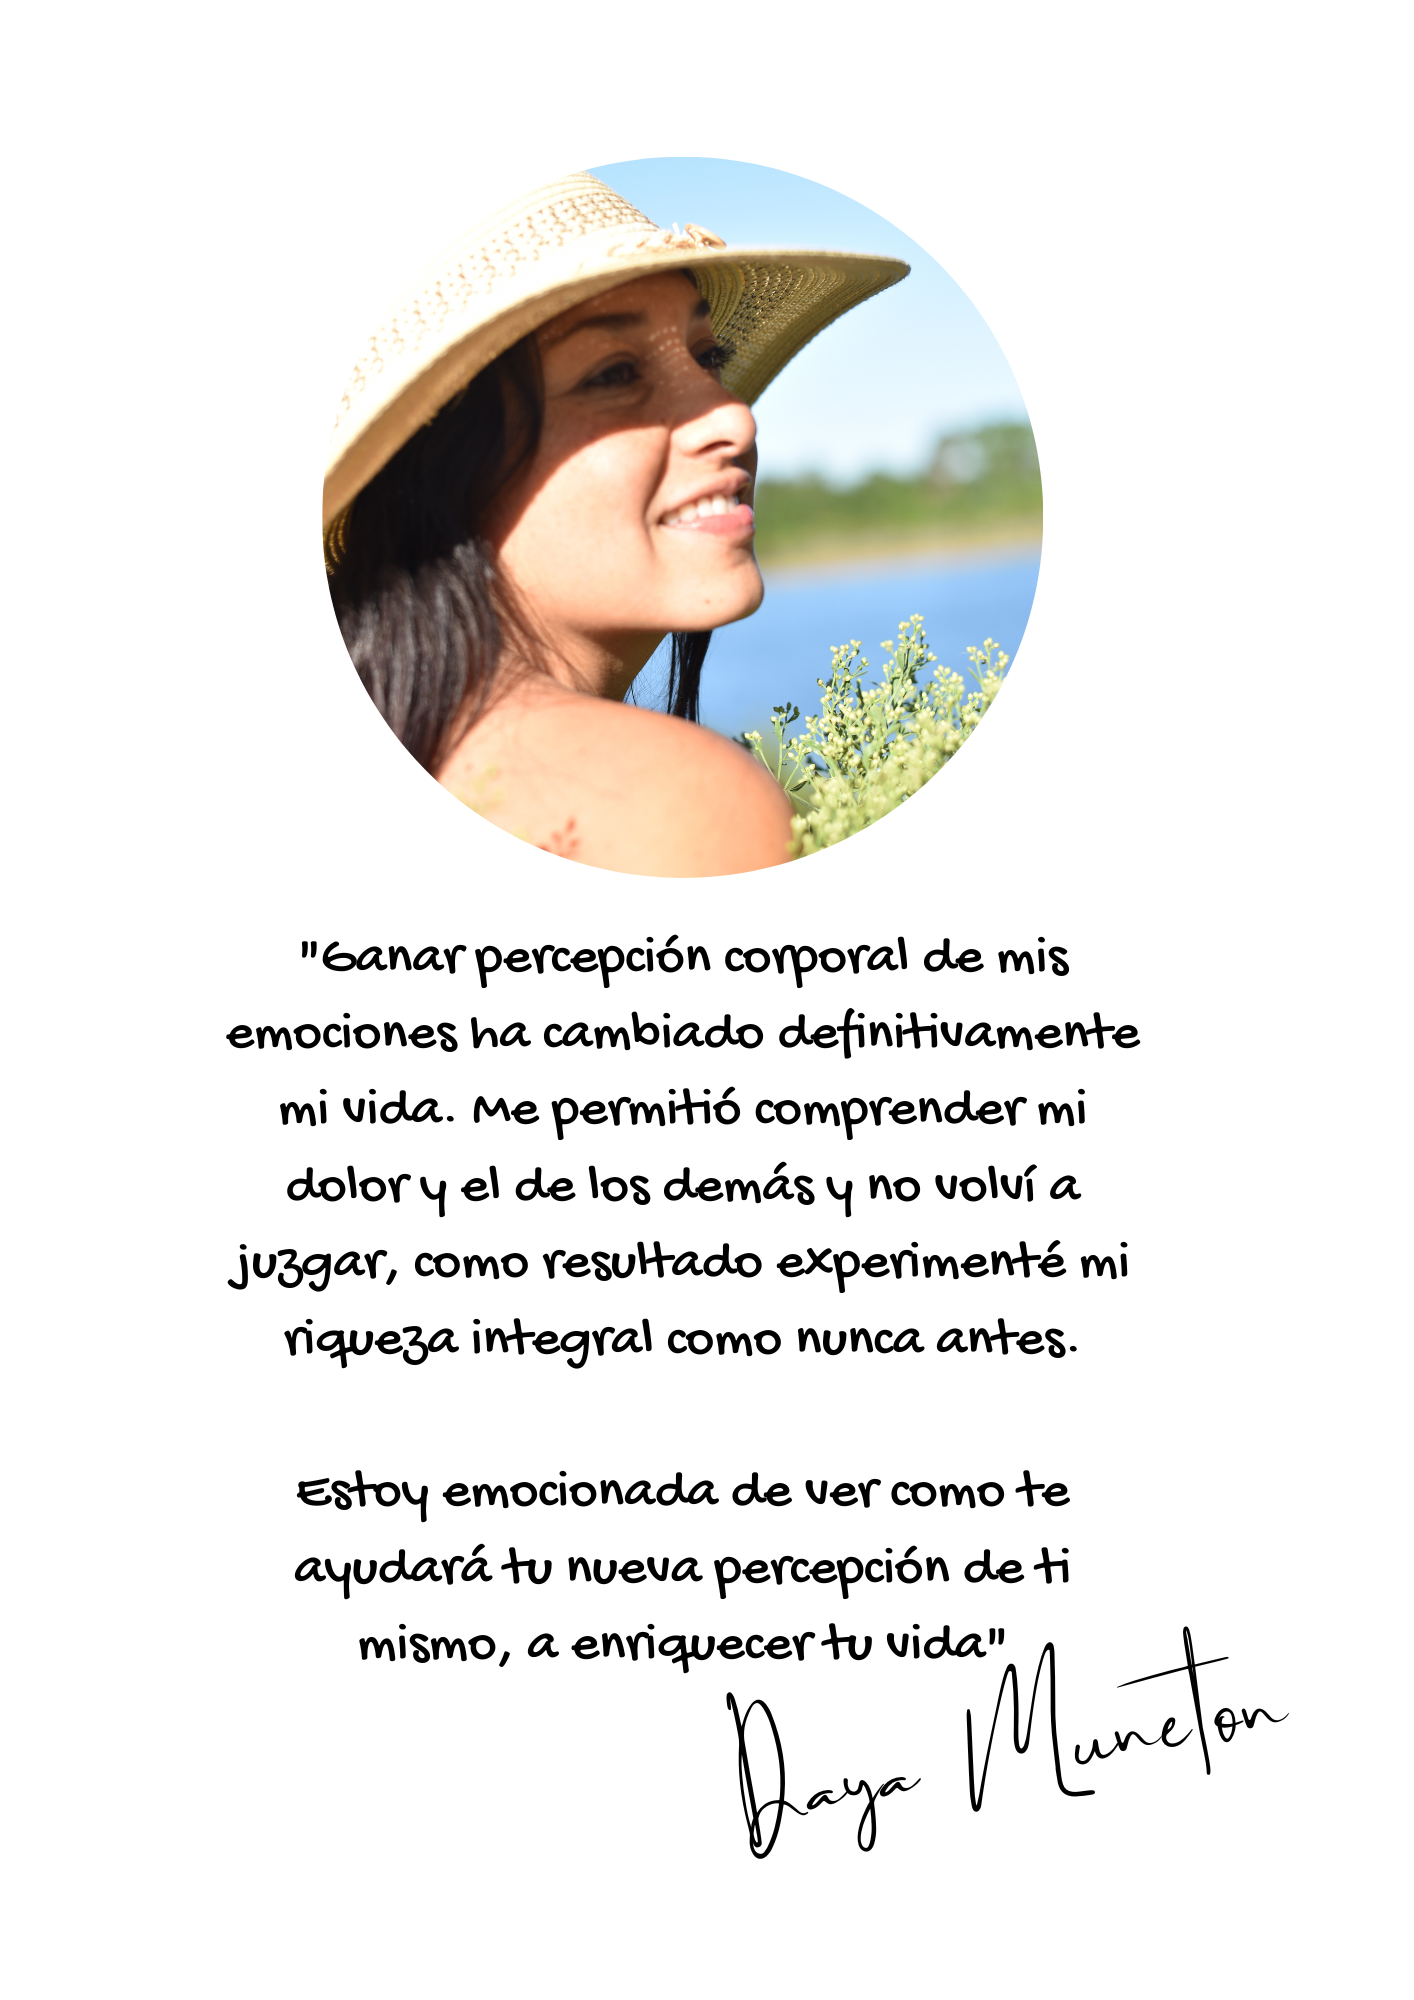 "Ganar percepción corporal de mis
emociones ha cambiado definitivamente
mi vida. Me permitió comprender mi
dolor y el de los demás y no volví a
juzgar, como resultado experimenté mi
riqueza integral como nunca antes.
Estoy emocionada de ver como te
ayudará tu nueva percepción de ti
mismo, a enriquecer tu vida"
Daya Muneton